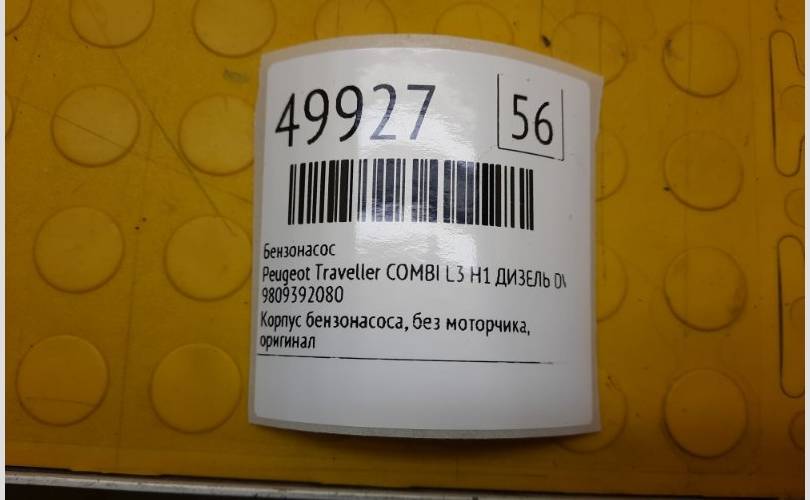 49927
56
Бензонасос
Peugeot Traveller COMBI L3 H1 ДИЗЕЛЬ
9809392080
Корпус бензонасоса, без моторчика,
оригинал